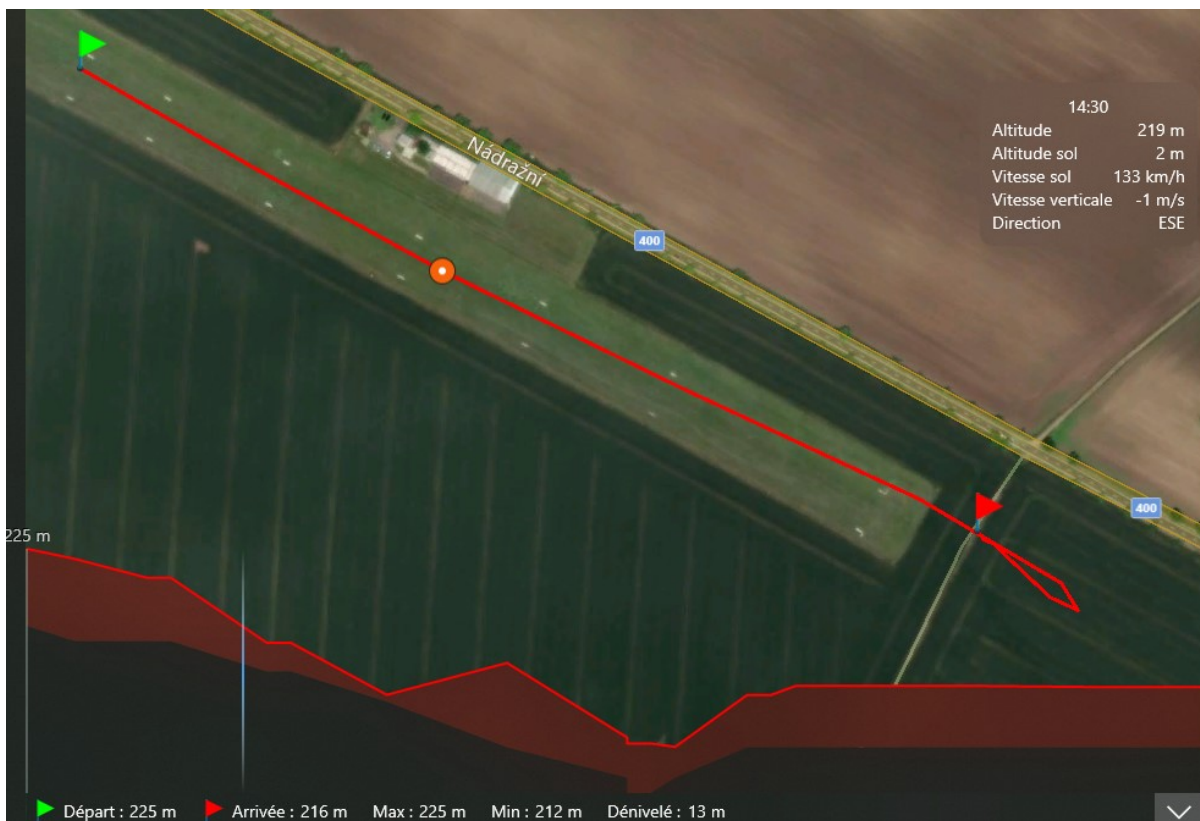 14:30
Altitude 219 m
Altitude sol 2 m
Vitesse sol 133 km/h
Vitesse verticale -1 m/s
Direction ESE
Nádražní
400
400
225 m
Départ : 225 m Arrivée : 216 m Max : 225 m Min : 212 m Dénivelé : 13 m